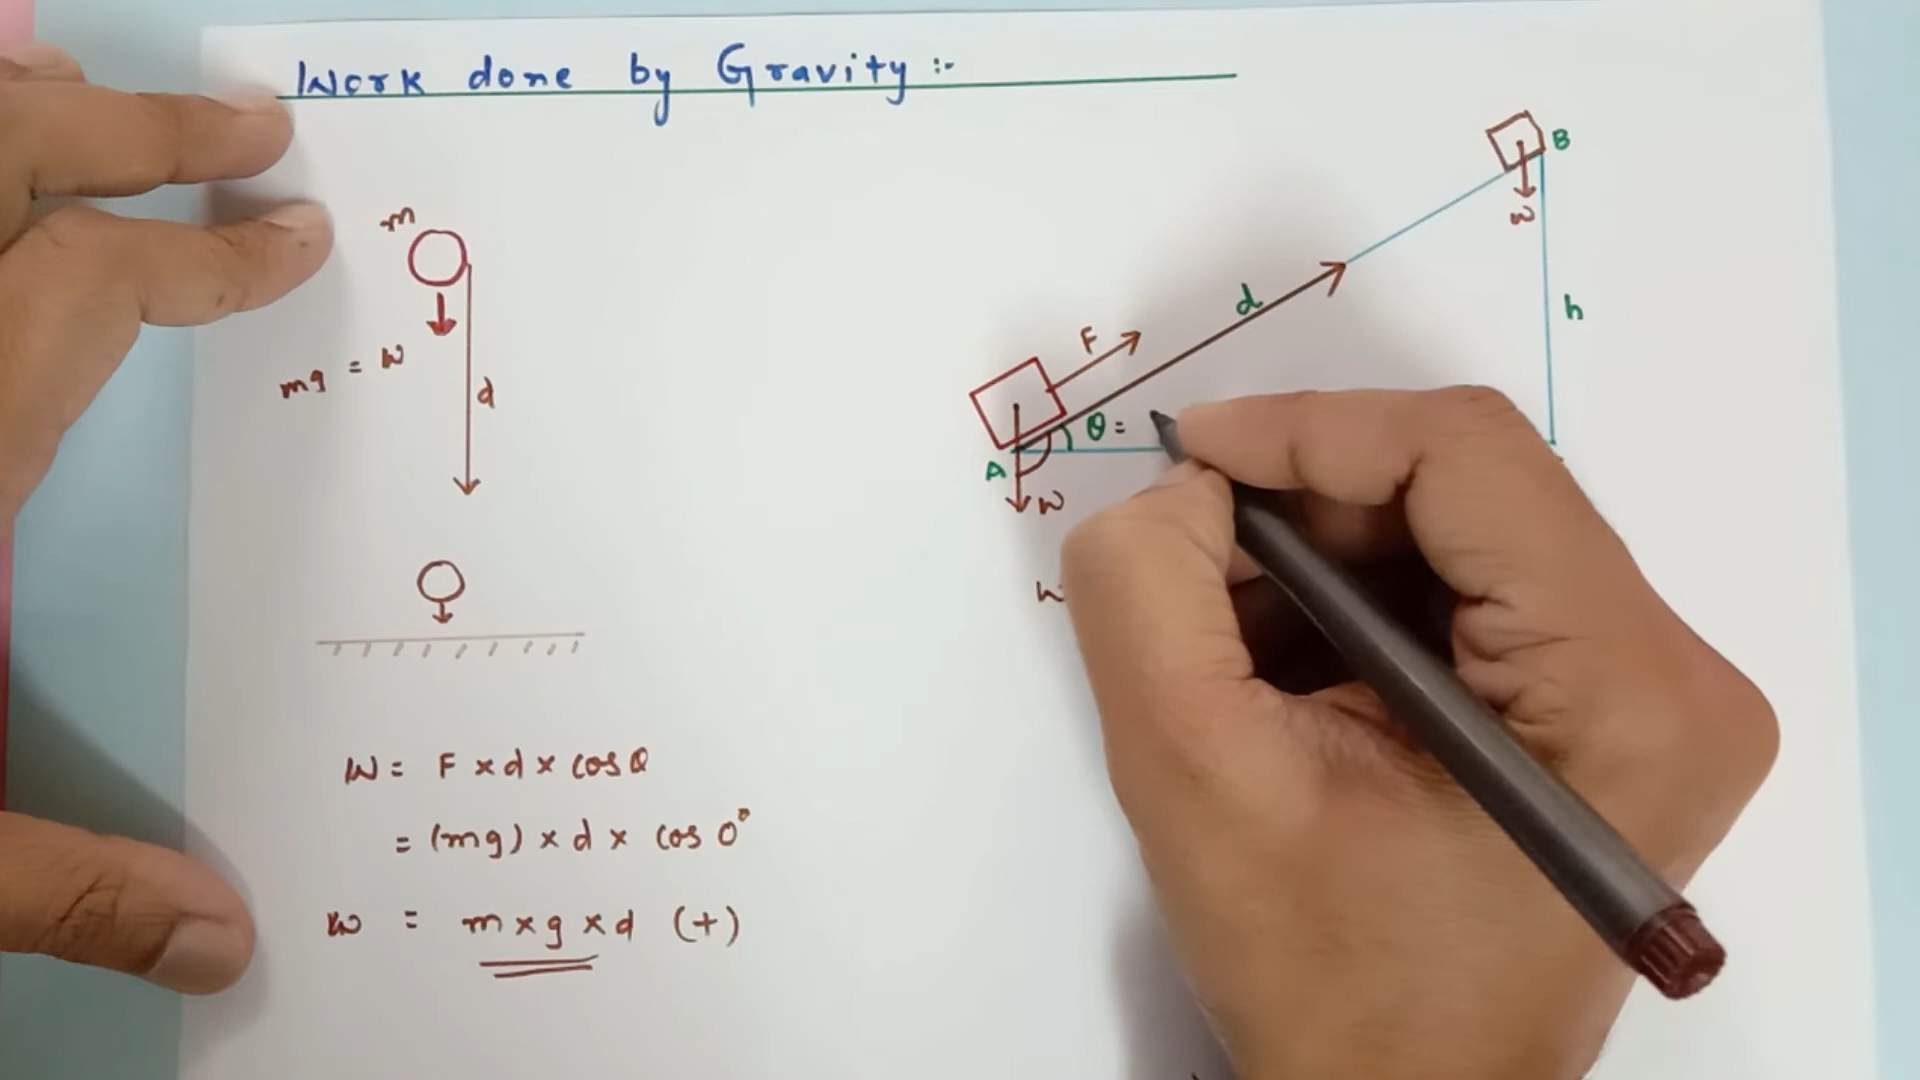 Work done by Gravity :-
m
mg = W
d
W = F x d x cos θ
= (mg) x d x cos 0°
W = m x g x d (+)
B
W
h
d
F
θ =
A
W
W